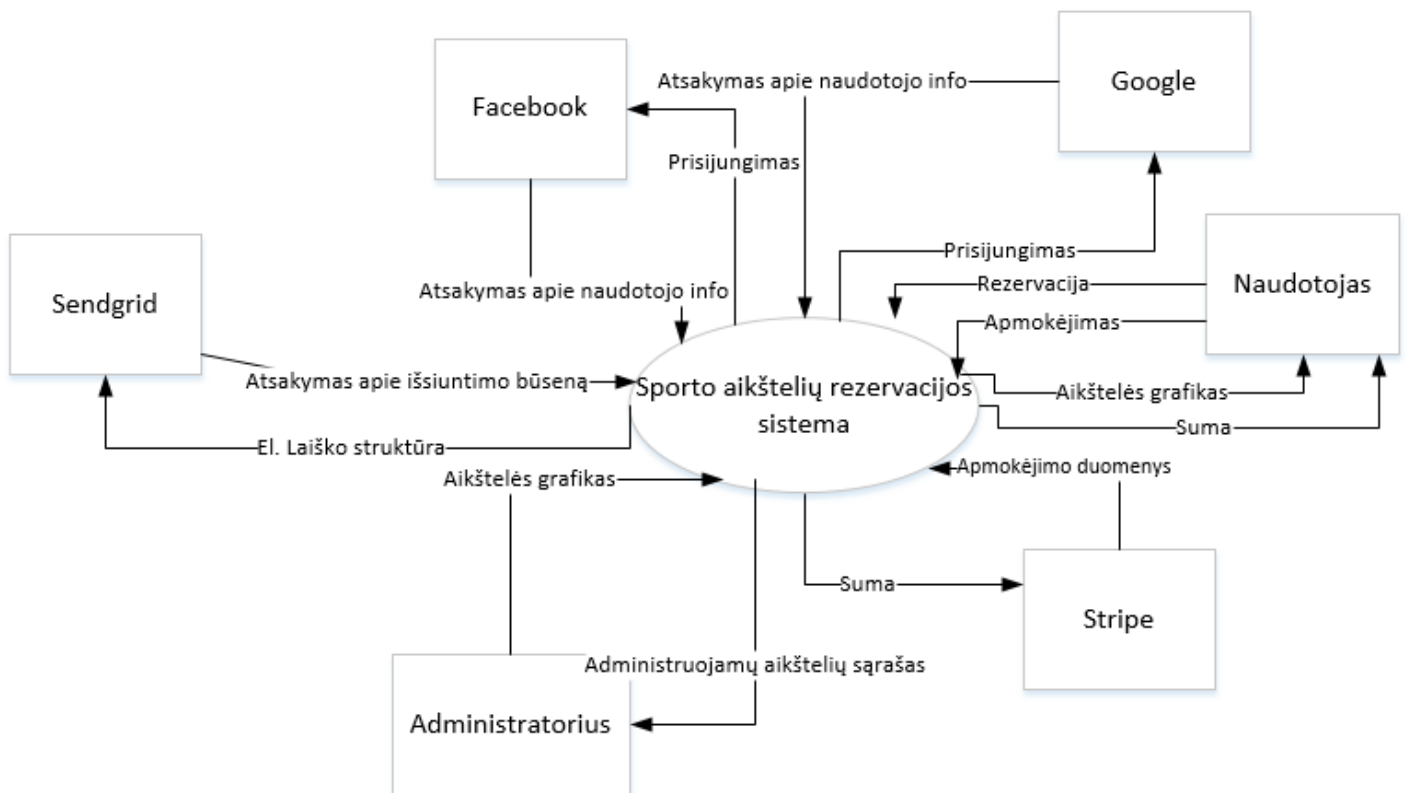 Google
Atsakymas apie naudotojo info
Facebook
Prisijungimas
Prisijungimas
Rezervacija
Naudotojas
Sendgrid
Atsakymas apie naudotojo info
Apmokėjimas
Atsakymas apie išsiuntimo būseną
Sporto aikštelių rezervacijos
sistema
Aikštelės grafikas
Suma
El. Laiško struktūra
Apmokėjimo duomenys
Aikštelės grafikas
Suma
Stripe
Administruojamų aikštelių sąrašas
Administratorius